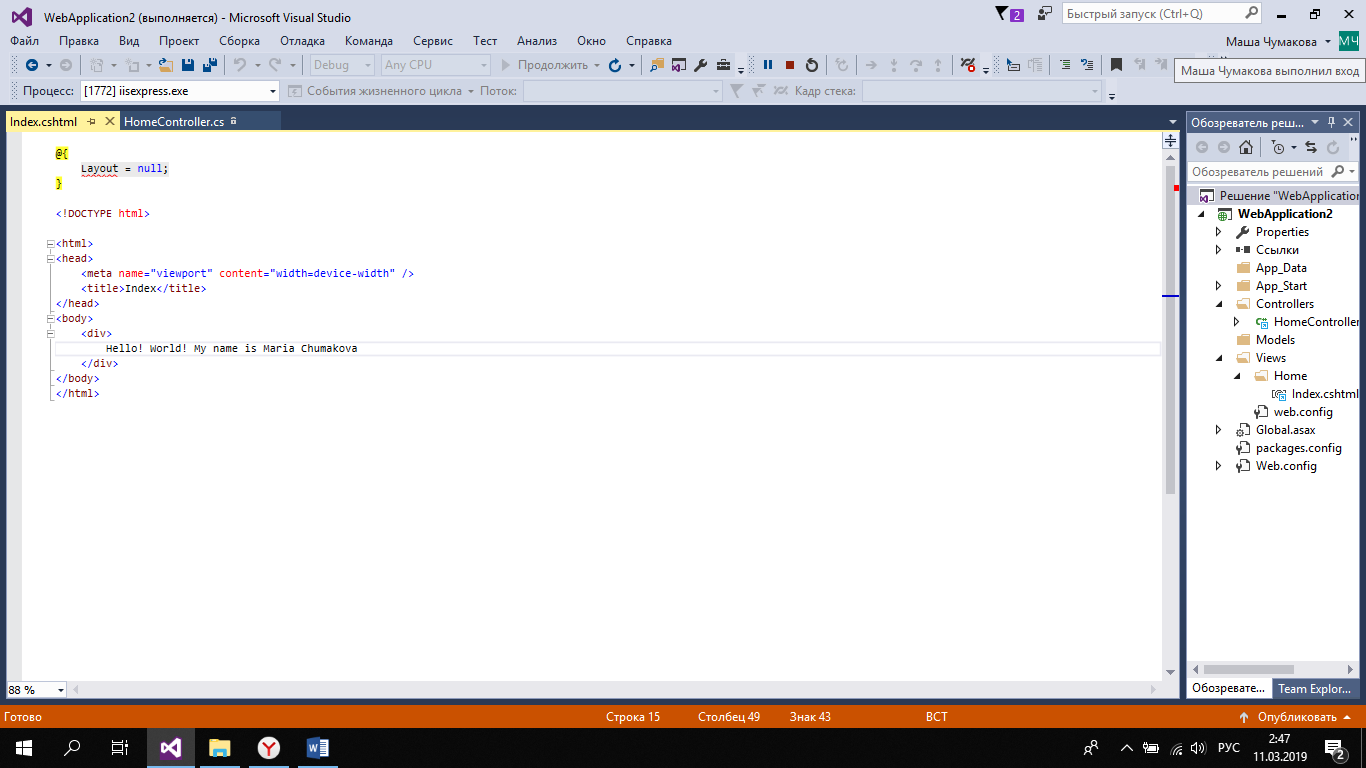 WebApplication2 (выполняется) - Microsoft Visual Studio
2
Быстрый запуск (Ctrl+Q)
Файл Правка Вид Проект Сборка Отладка Команда Сервис Тест Анализ Окно Справка
Маша Чумакова МЧ
Debug Any CPU Продолжить
Маша Чумакова выполнил вход
Процесс: [1772] iisexpress.exe События жизненного цикла Поток: Кадр стека:
Index.cshtml HomeController.cs
@{
Layout = null;
}
<!DOCTYPE html>
<html>
<head>
<meta name="viewport" content="width=device-width" />
<title>Index</title>
</head>
<body>
<div>
Hello! World! My name is Maria Chumakova
</div>
</body>
</html>
88 %
Обозреватель реш...
Обозреватель решений
Решение "WebApplication
WebApplication2
Properties
Ссылки
App_Data
App_Start
Controllers
HomeController
Models
Views
Home
Index.cshtml
web.config
Global.asax
packages.config
Web.config
Обозревате... Team Explor...
Готово Строка 15 Столбец 49 Знак 43 ВСТ Опубликовать
РУС
2:47
11.03.2019
2